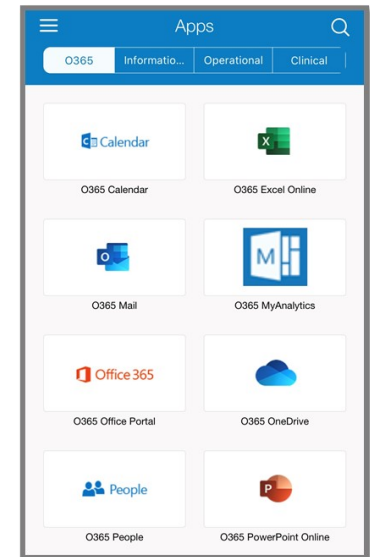 Apps
O365 Informatio... Operational Clinical
Calendar
X
O365 Calendar O365 Excel Online
O
M
O365 Mail O365 MyAnalytics
Office 365
O365 Office Portal O365 OneDrive
People
P
O365 People O365 PowerPoint Online